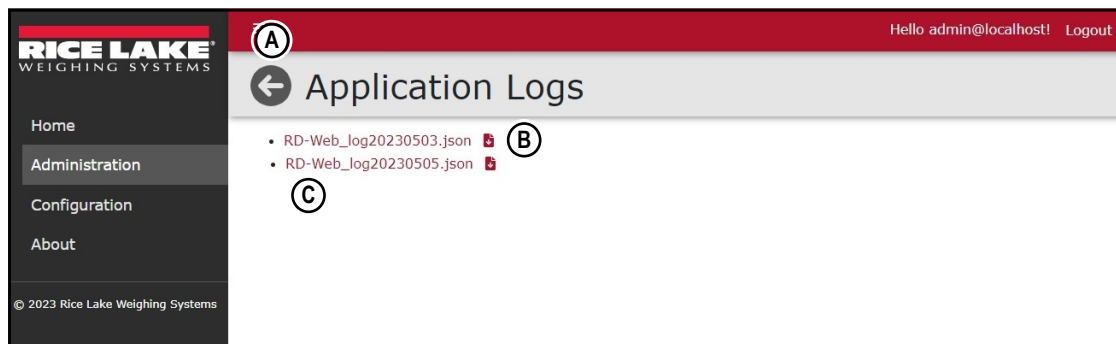 RICE LAKE
WEIGHING SYSTEMS
Home
Administration
Configuration
About
© 2023 Rice Lake Weighing Systems
Hello admin@localhost! Logout
A
Application Logs
RD-Web_log20230503.json B
RD-Web_log20230505.json
C